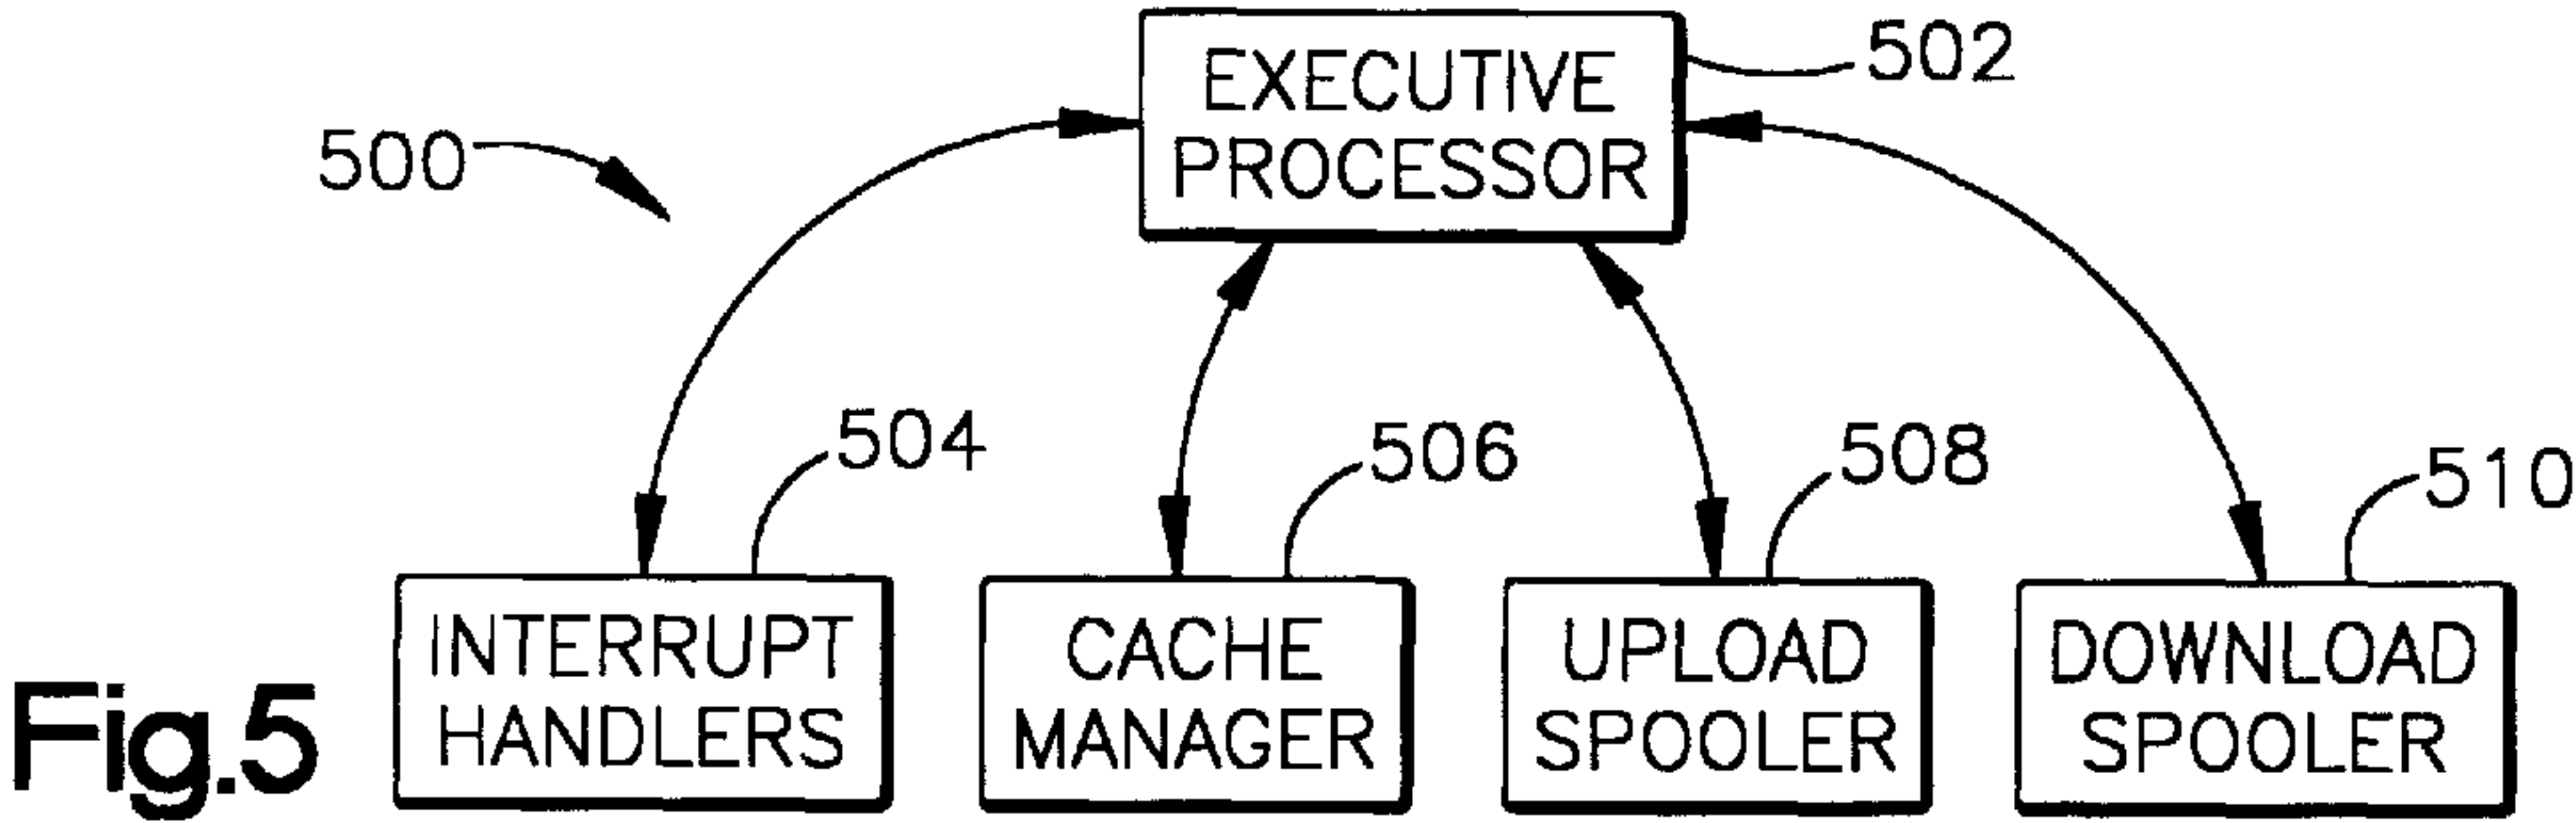 EXECUTIVE
PROCESSOR
502
500
504
506
508
510
INTERRUPT
HANDLERS
CACHE
MANAGER
UPLOAD
SPOOLER
DOWNLOAD
SPOOLER
Fig.5